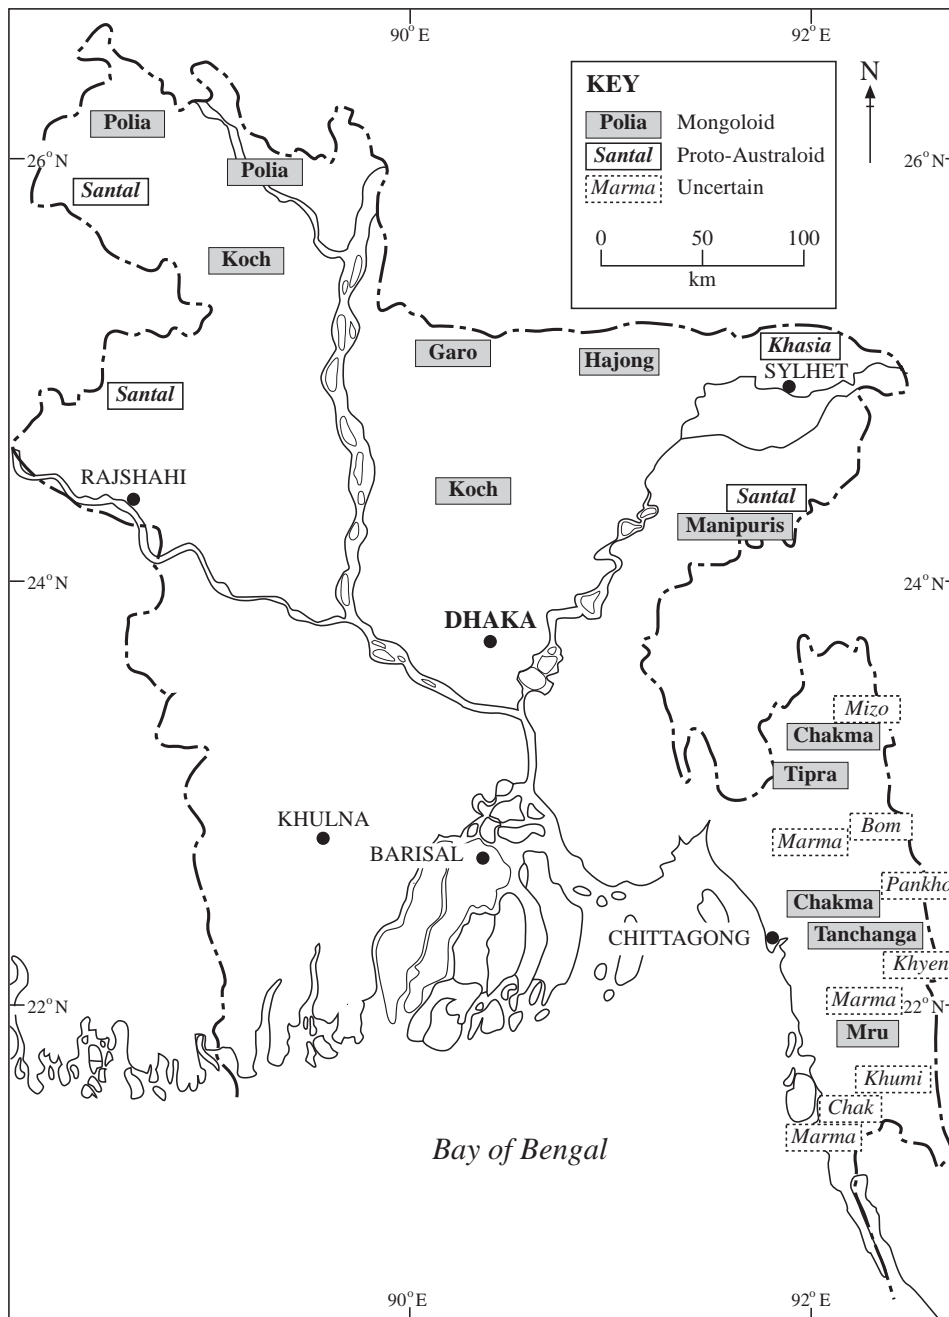 90°E
92°E
KEY
Polia Mongoloid
Santal Proto-Australoid
Marma Uncertain
0 50 100
km
N
26°N
26°N
Polia
Polia
Santal
Koch
Garo
Hajong
Khasia
SYLHET
Santal
RAJSHAHI
Koch
Santal
Manipuris
24°N
24°N
DHAKA
Mizo
Chakma
Tipra
KHULNA
BARISAL
Marma
Bom
Pankho
Chakma
CHITTAGONG
Tanchanga
Khyen
22°N
Marma
22°N
Mru
Khumi
Chak
Marma
Bay of Bengal
90°E
92°E